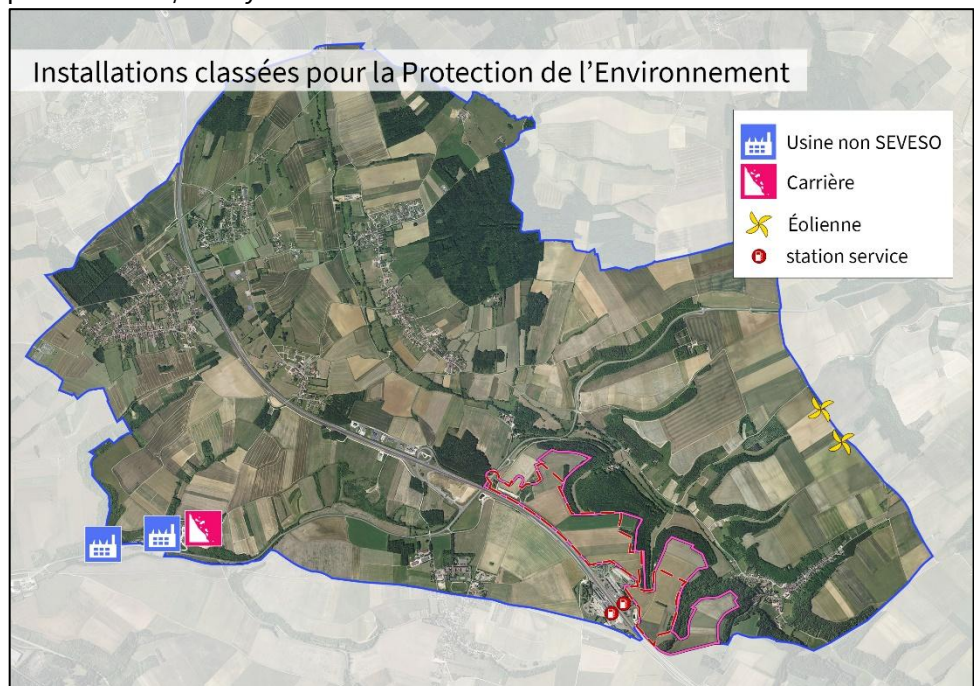 Installations classées pour la Protection de l'Environnement
Usine non SEVESO
Carrière
Éolienne
station service